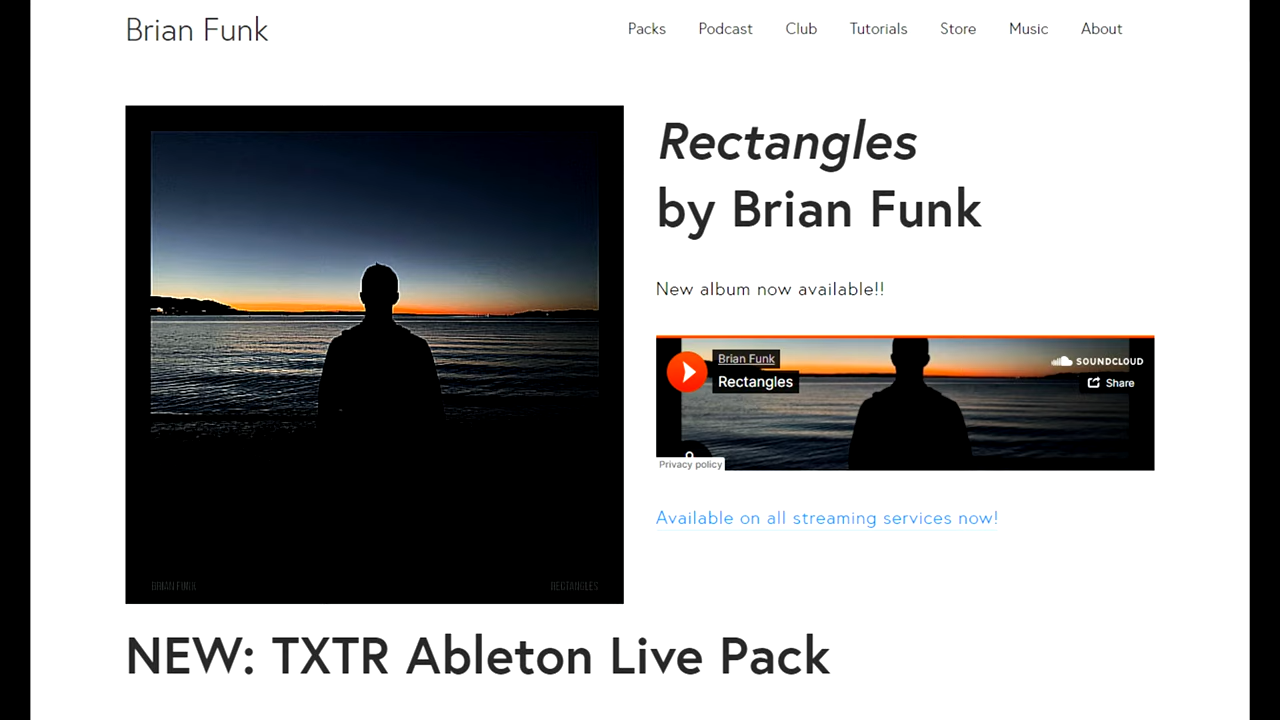 Brian Funk
Packs
Podcast
Club
Tutorials
Store
Music
About
Rectangles
by Brian Funk
New album now available!!
Brian Funk
Rectangles
SOUNDCLOUD
Share
Privacy policy
Available on all streaming services now!
BRIAN FUNK
RECTANGLES
NEW: TXTR Ableton Live Pack